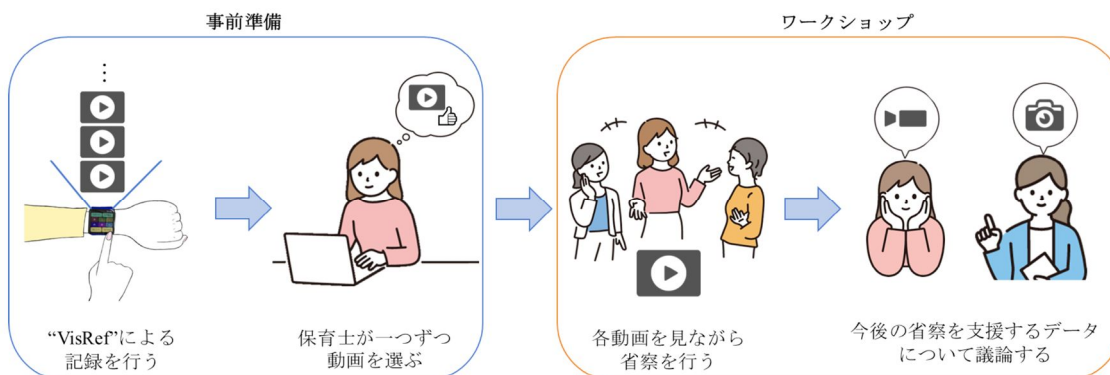 事前準備
ワークショップ
“VisRef”による
記録を行う
保育士が一つずつ
動画を選ぶ
各動画を見ながら
省察を行う
今後の省察を支援するデータ
について議論する